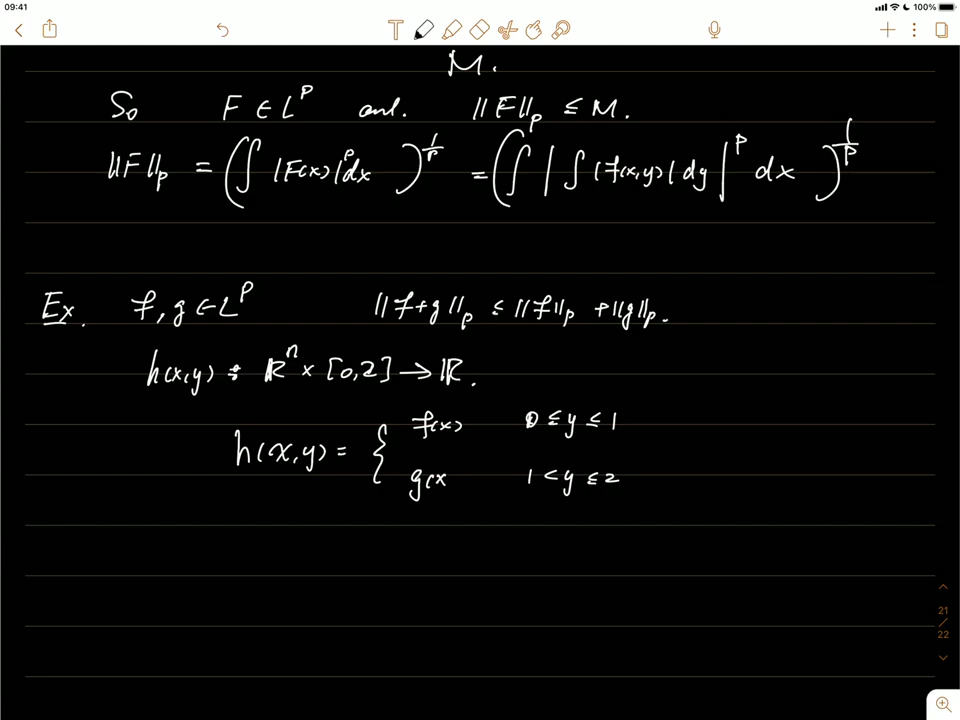 09:41 100%
M.
So F ∈ L^p and. ||F||_p ≤ M.
||F||_p = (∫ |F(x)|^p dx)^{1/p} = (∫ | ∫ |f(x,y)| dy |^p dx)^{1/p}
Ex. f, g ∈ L^p ||f+g||_p ≤ ||f||_p + ||g||_p.
h(x,y) : ℝ^n × [0,2] → ℝ.
h(x,y) = { f(x) 0 ≤ y ≤ 1
g(x 1 < y ≤ 2
21
/
22